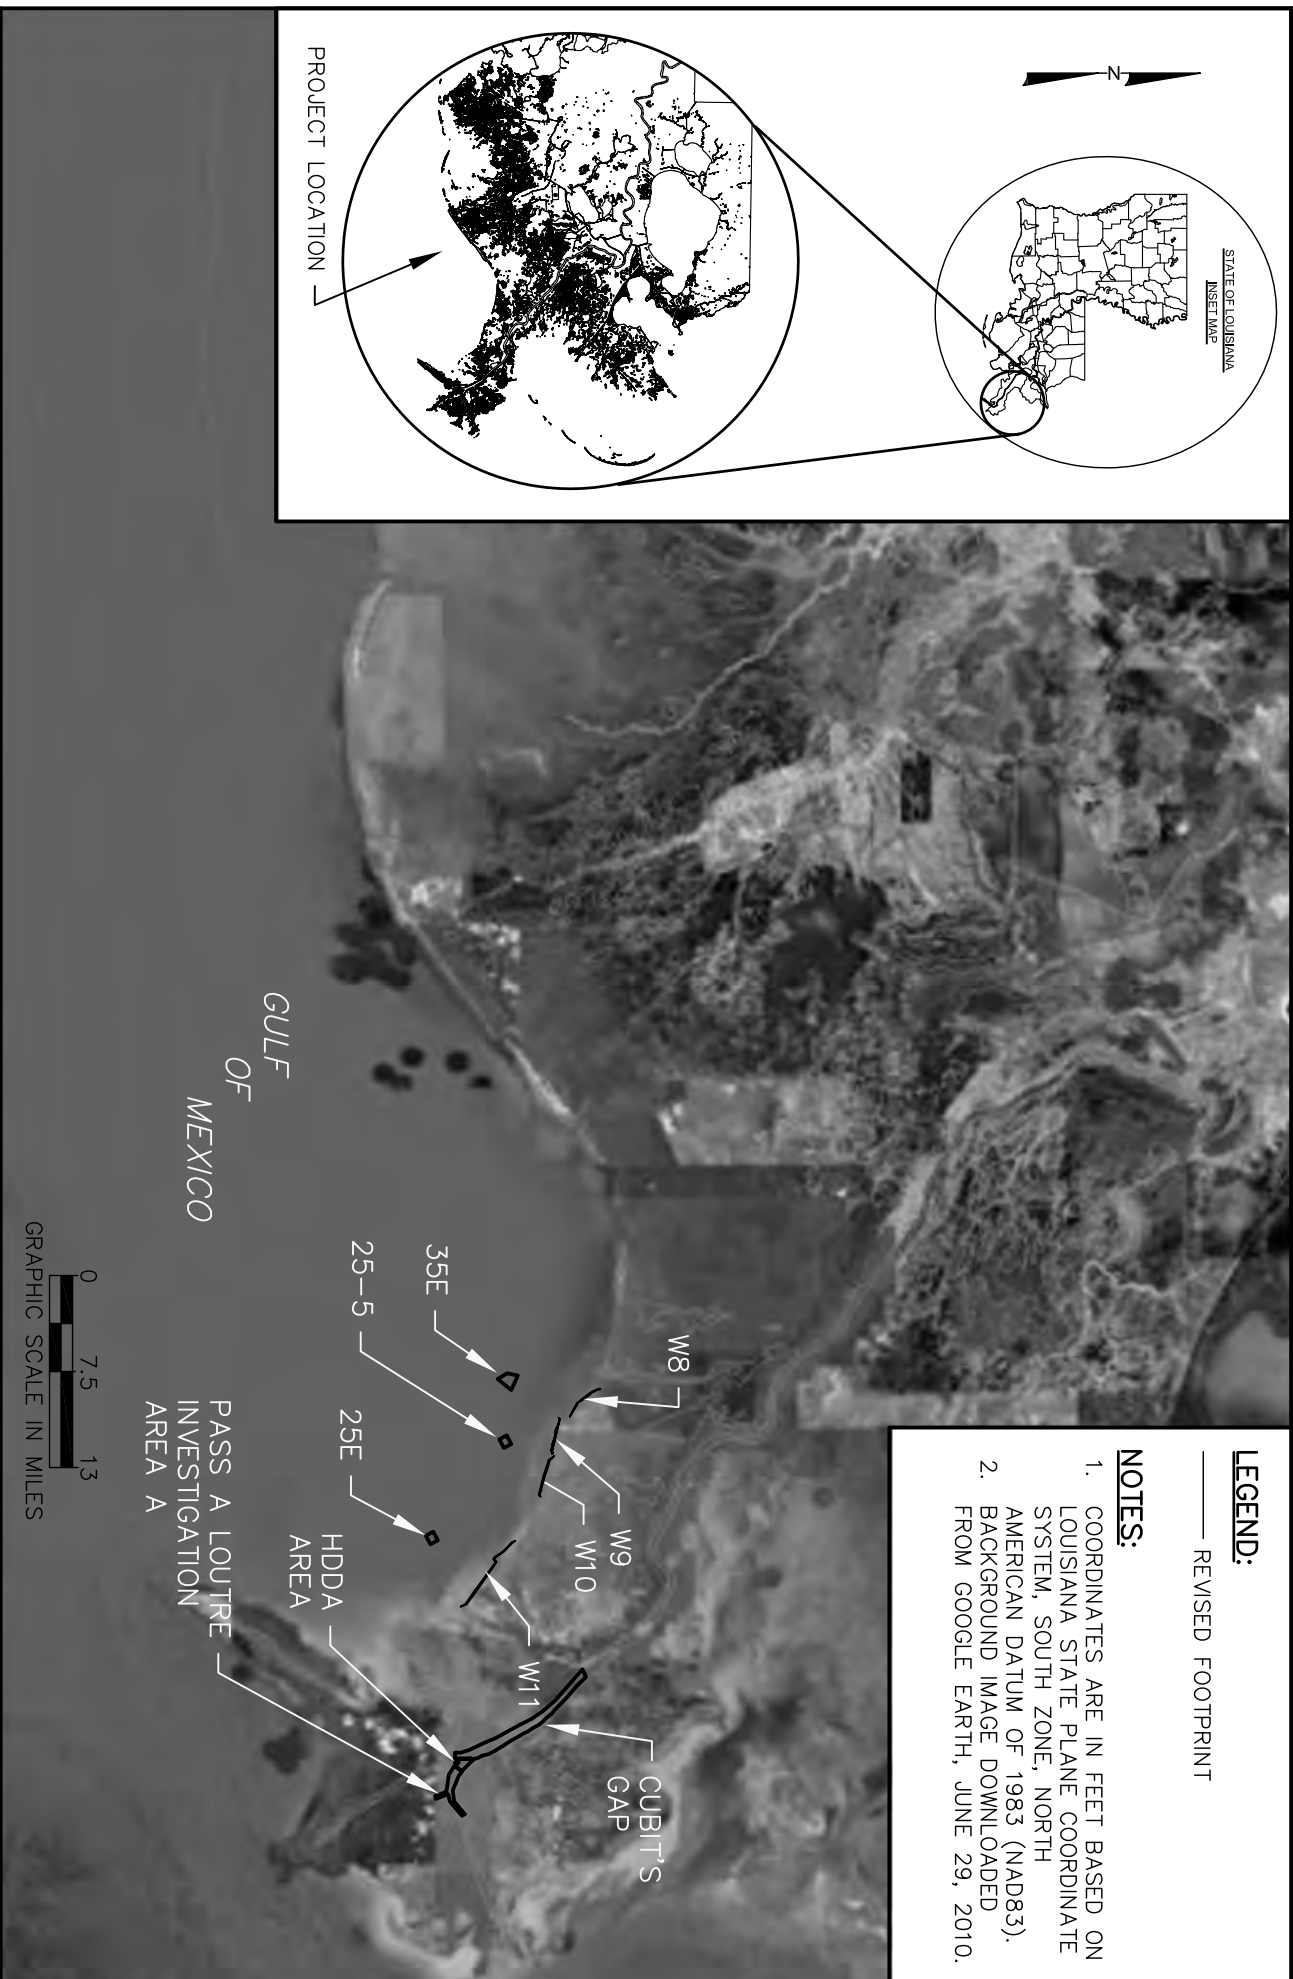 N
STATE OF LOUISIANA
INSET MAP
PROJECT LOCATION
LEGEND:
REVISED FOOTPRINT
NOTES:
1. COORDINATES ARE IN FEET BASED ON
LOUISIANA STATE PLANE COORDINATE
SYSTEM, SOUTH ZONE, NORTH
AMERICAN DATUM OF 1983 (NAD83).
2. BACKGROUND IMAGE DOWNLOADED
FROM GOOGLE EARTH, JUNE 29, 2010.
W8
W9
W10
W11
CUBIT'S
GAP
35E
25-5
25E
HDDA
AREA
PASS A LOUTRE
INVESTIGATION
AREA A
GULF
OF
MEXICO
0 7.5 13
GRAPHIC SCALE IN MILES